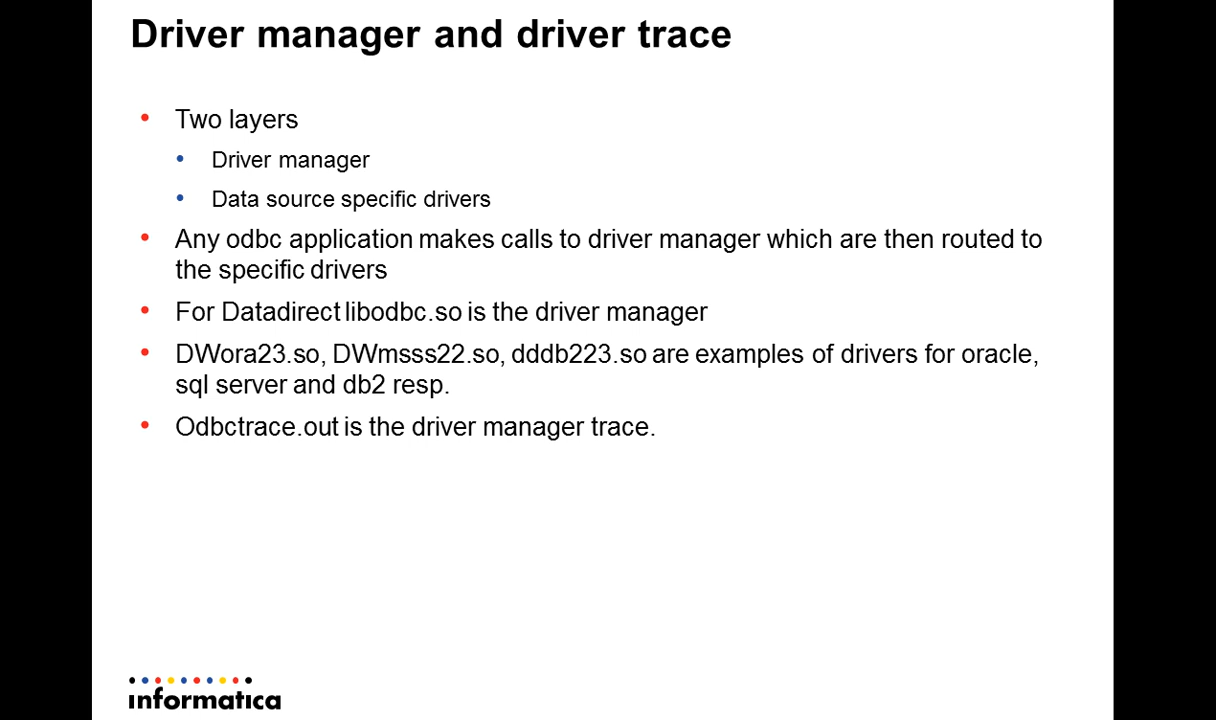 Driver manager and driver trace
Two layers
Driver manager
Data source specific drivers
Any odbc application makes calls to driver manager which are then routed to
the specific drivers
For Datadirect libodbc.so is the driver manager
DWora23.so, DWmsss22.so, dddb223.so are examples of drivers for oracle,
sql server and db2 resp.
Odbctrace.out is the driver manager trace.
informatica